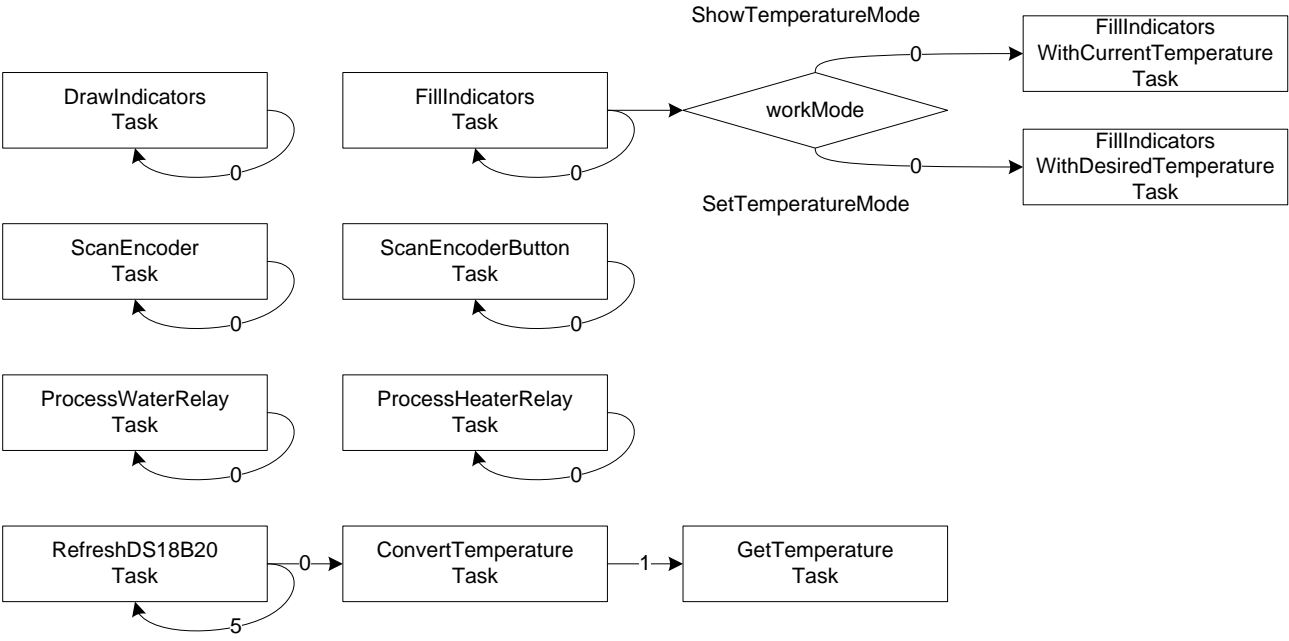 ShowTemperatureMode
0
FillIndicators
WithCurrentTemperature
Task
DrawIndicators
Task
0
FillIndicators
Task
0
workMode
0
FillIndicators
WithDesiredTemperature
Task
SetTemperatureMode
ScanEncoder
Task
0
ScanEncoderButton
Task
0
ProcessWaterRelay
Task
0
ProcessHeaterRelay
Task
0
RefreshDS18B20
Task
0
5
ConvertTemperature
Task
1
GetTemperature
Task